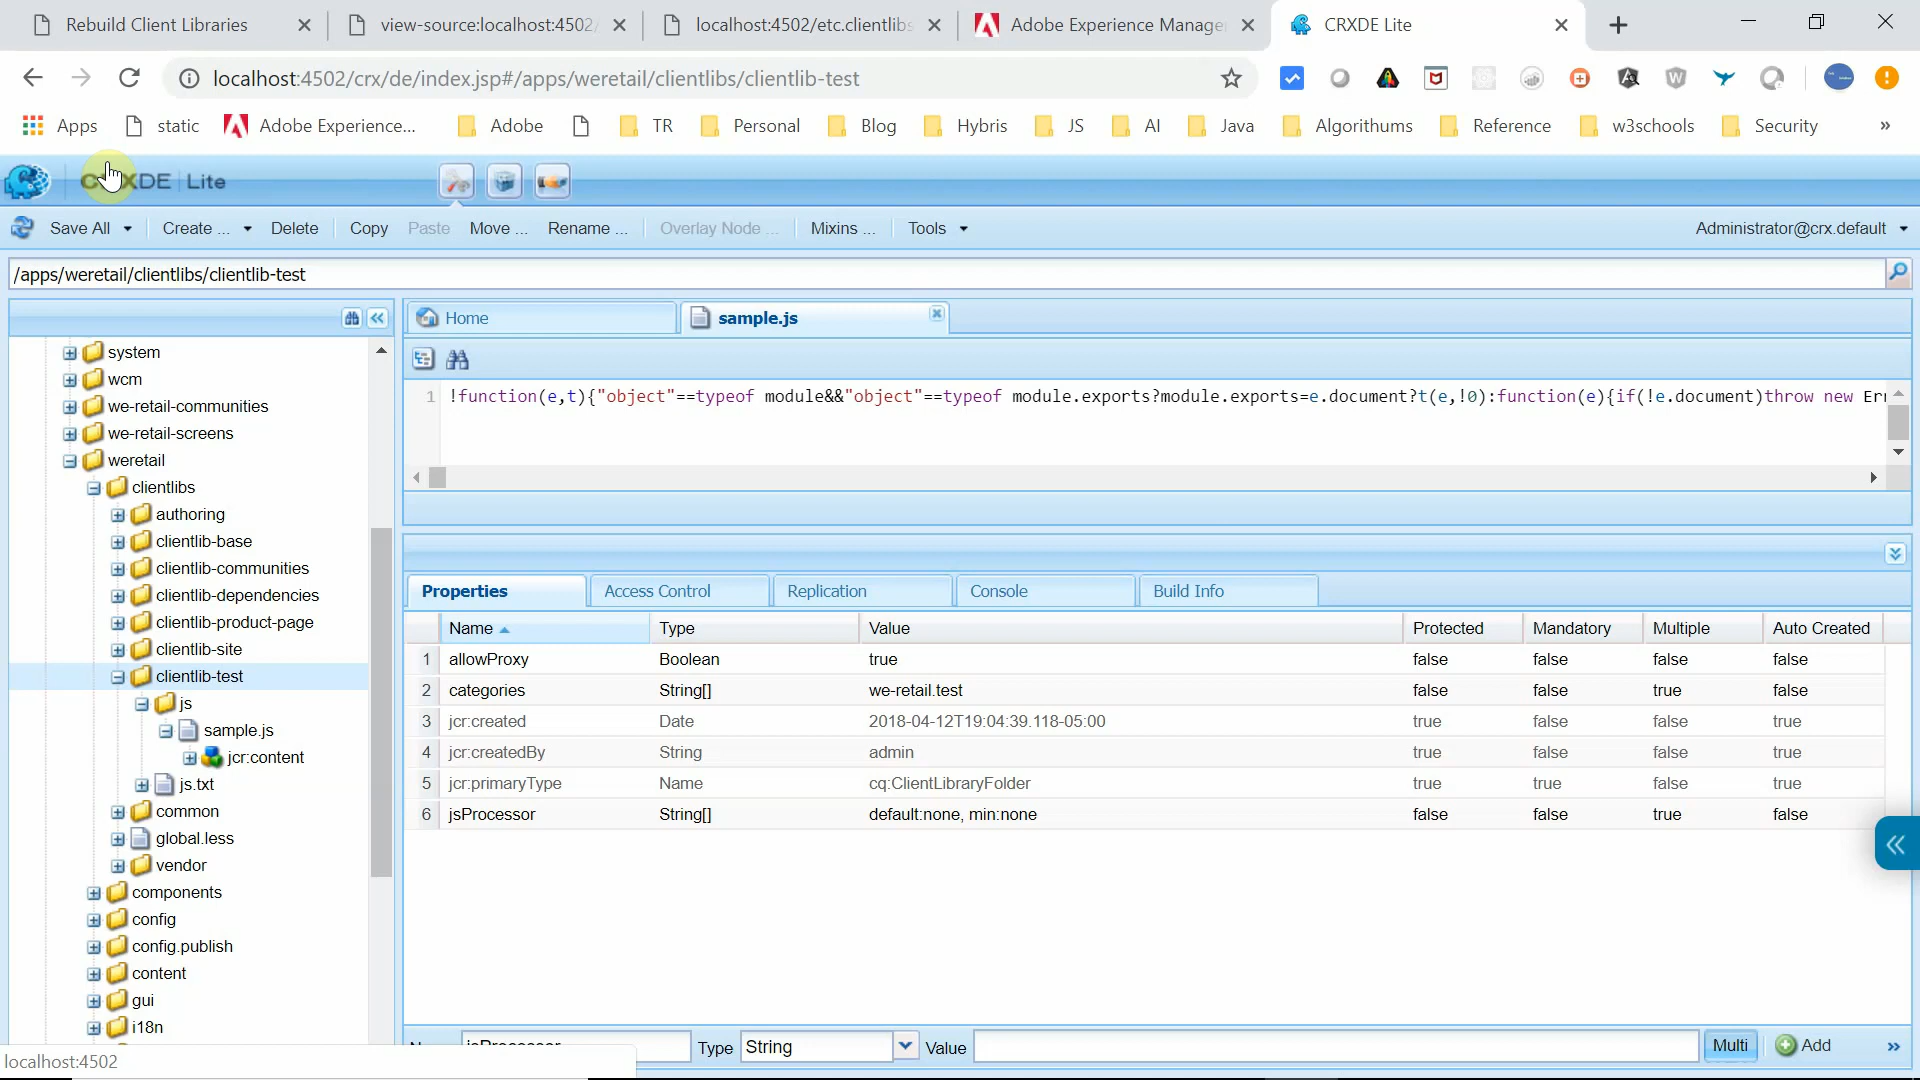 Rebuild Client Libraries
view-source:localhost:4502/
localhost:4502/etc.clientlibs
Adobe Experience Manage
CRXDE Lite
localhost:4502/crx/de/index.jsp#/apps/weretail/clientlibs/clientlib-test
Apps
static
Adobe Experience...
Adobe
TR
Personal
Blog
Hybris
JS
AI
Java
Algorithums
Reference
w3schools
Security
»
CRXDE | Lite
Save All
Create ...
Delete
Copy
Paste
Move ...
Rename ...
Overlay Node ...
Mixins ...
Tools
Administrator@crx.default
/apps/weretail/clientlibs/clientlib-test
system
wcm
we-retail-communities
we-retail-screens
weretail
clientlibs
authoring
clientlib-base
clientlib-communities
clientlib-dependencies
clientlib-product-page
clientlib-site
clientlib-test
js
sample.js
jcr:content
js.txt
common
global.less
vendor
components
config
config.publish
content
gui
i18n
localhost:4502
Home
sample.js
1 !function(e,t){"object"==typeof module&&"object"==typeof module.exports?module.exports=e.document?t(e,!0):function(e){if(!e.document)throw new Err
Properties
Access Control
Replication
Console
Build Info
Name Type Value Protected Mandatory Multiple Auto Created
1 allowProxy Boolean true false false false false
2 categories String[] we-retail.test false false true false
3 jcr:created Date 2018-04-12T19:04:39.118-05:00 true false false true
4 jcr:createdBy String admin true false false true
5 jcr:primaryType Name cq:ClientLibraryFolder true true false true
6 jsProcessor String[] default:none, min:none false false true false
Type String Value Multi Add »